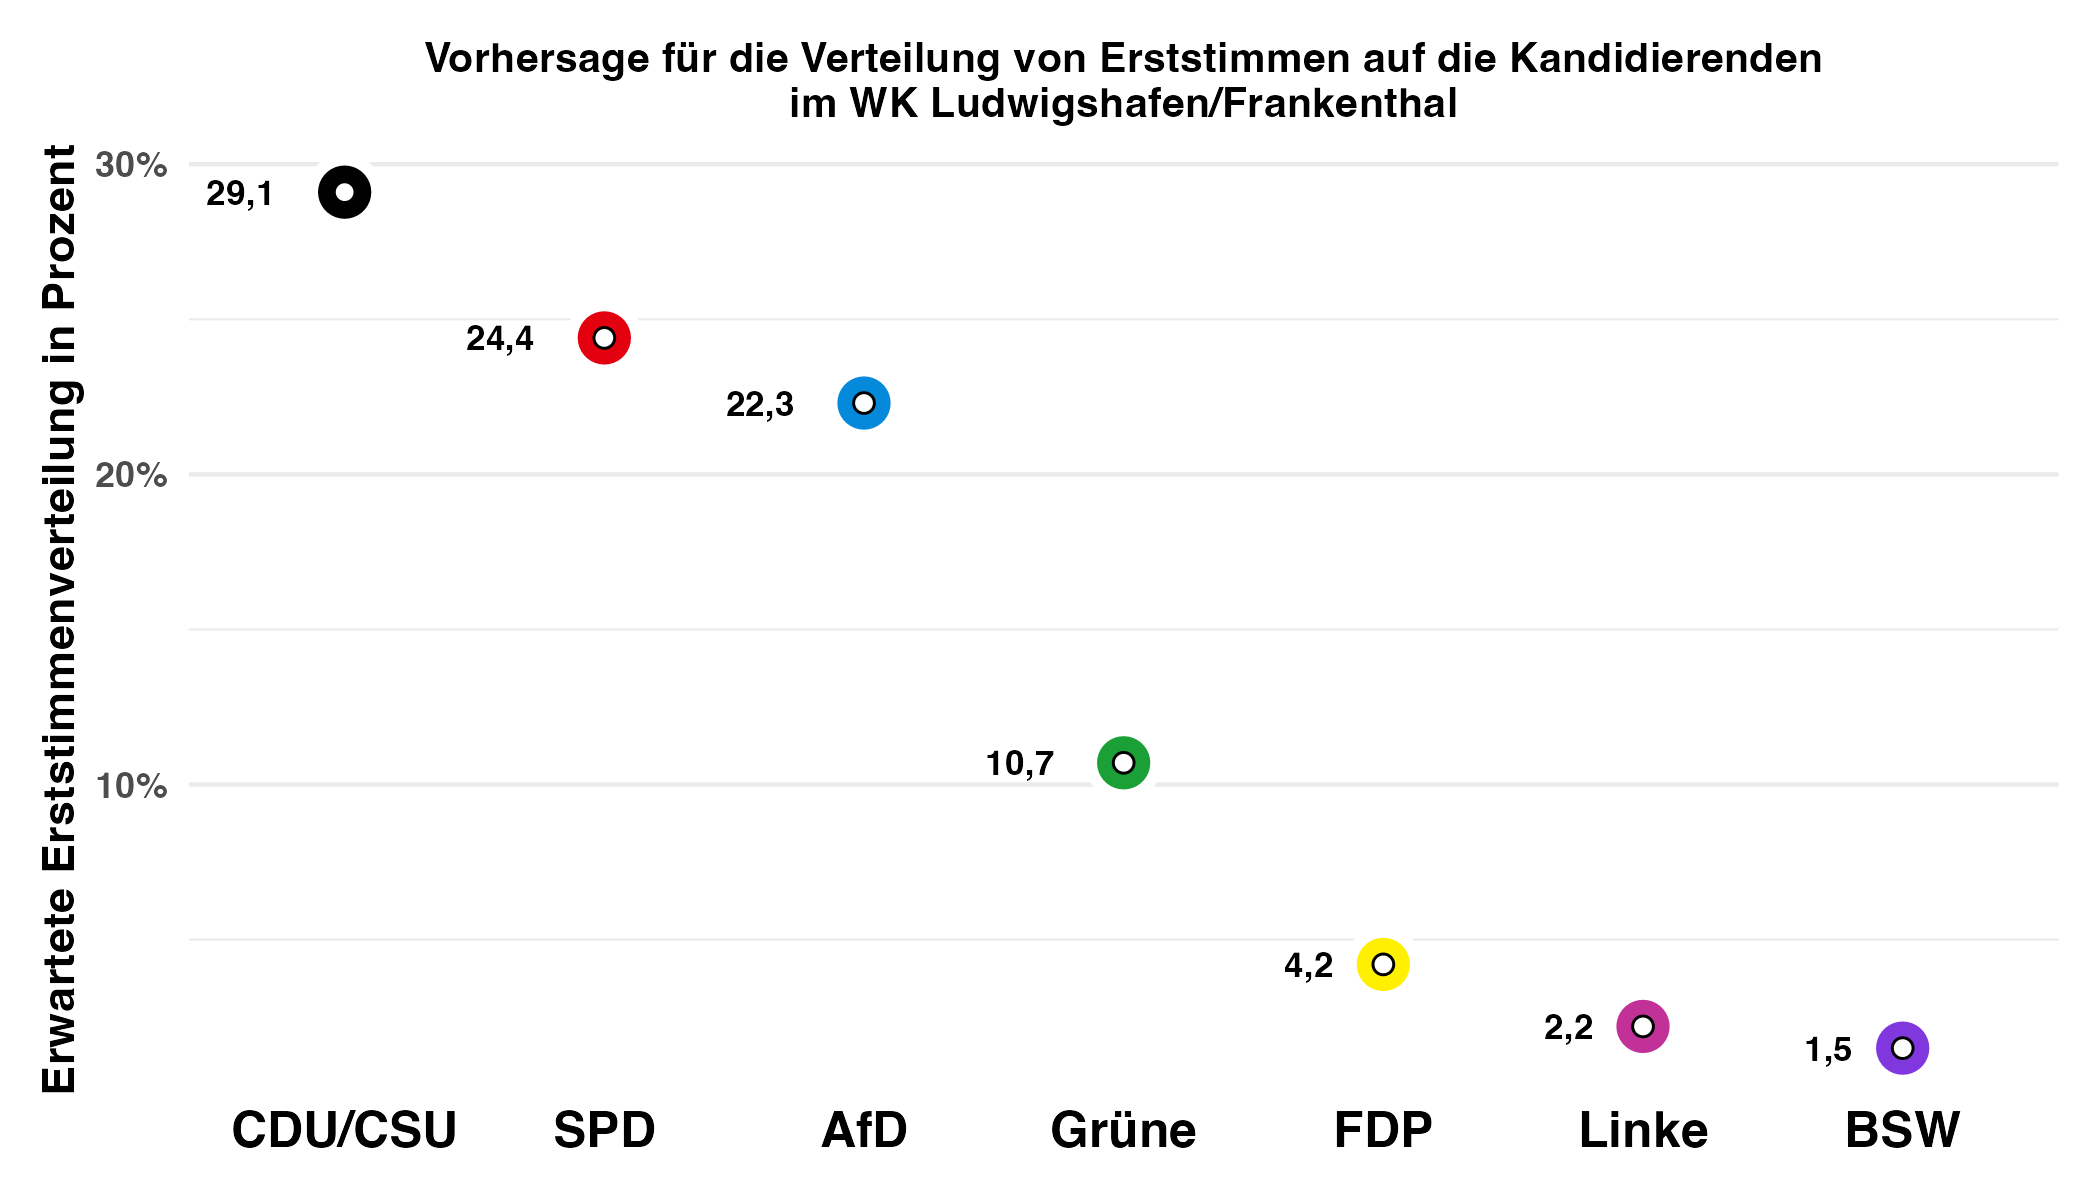 Vorhersage für die Verteilung von Erststimmen auf die Kandidierenden
im WK Ludwigshafen/Frankenthal
Erwartete Erststimmenverteilung in Prozent
30%
20%
10%
29,1
24,4
22,3
10,7
4,2
2,2
1,5
CDU/CSU SPD AfD Grüne FDP Linke BSW